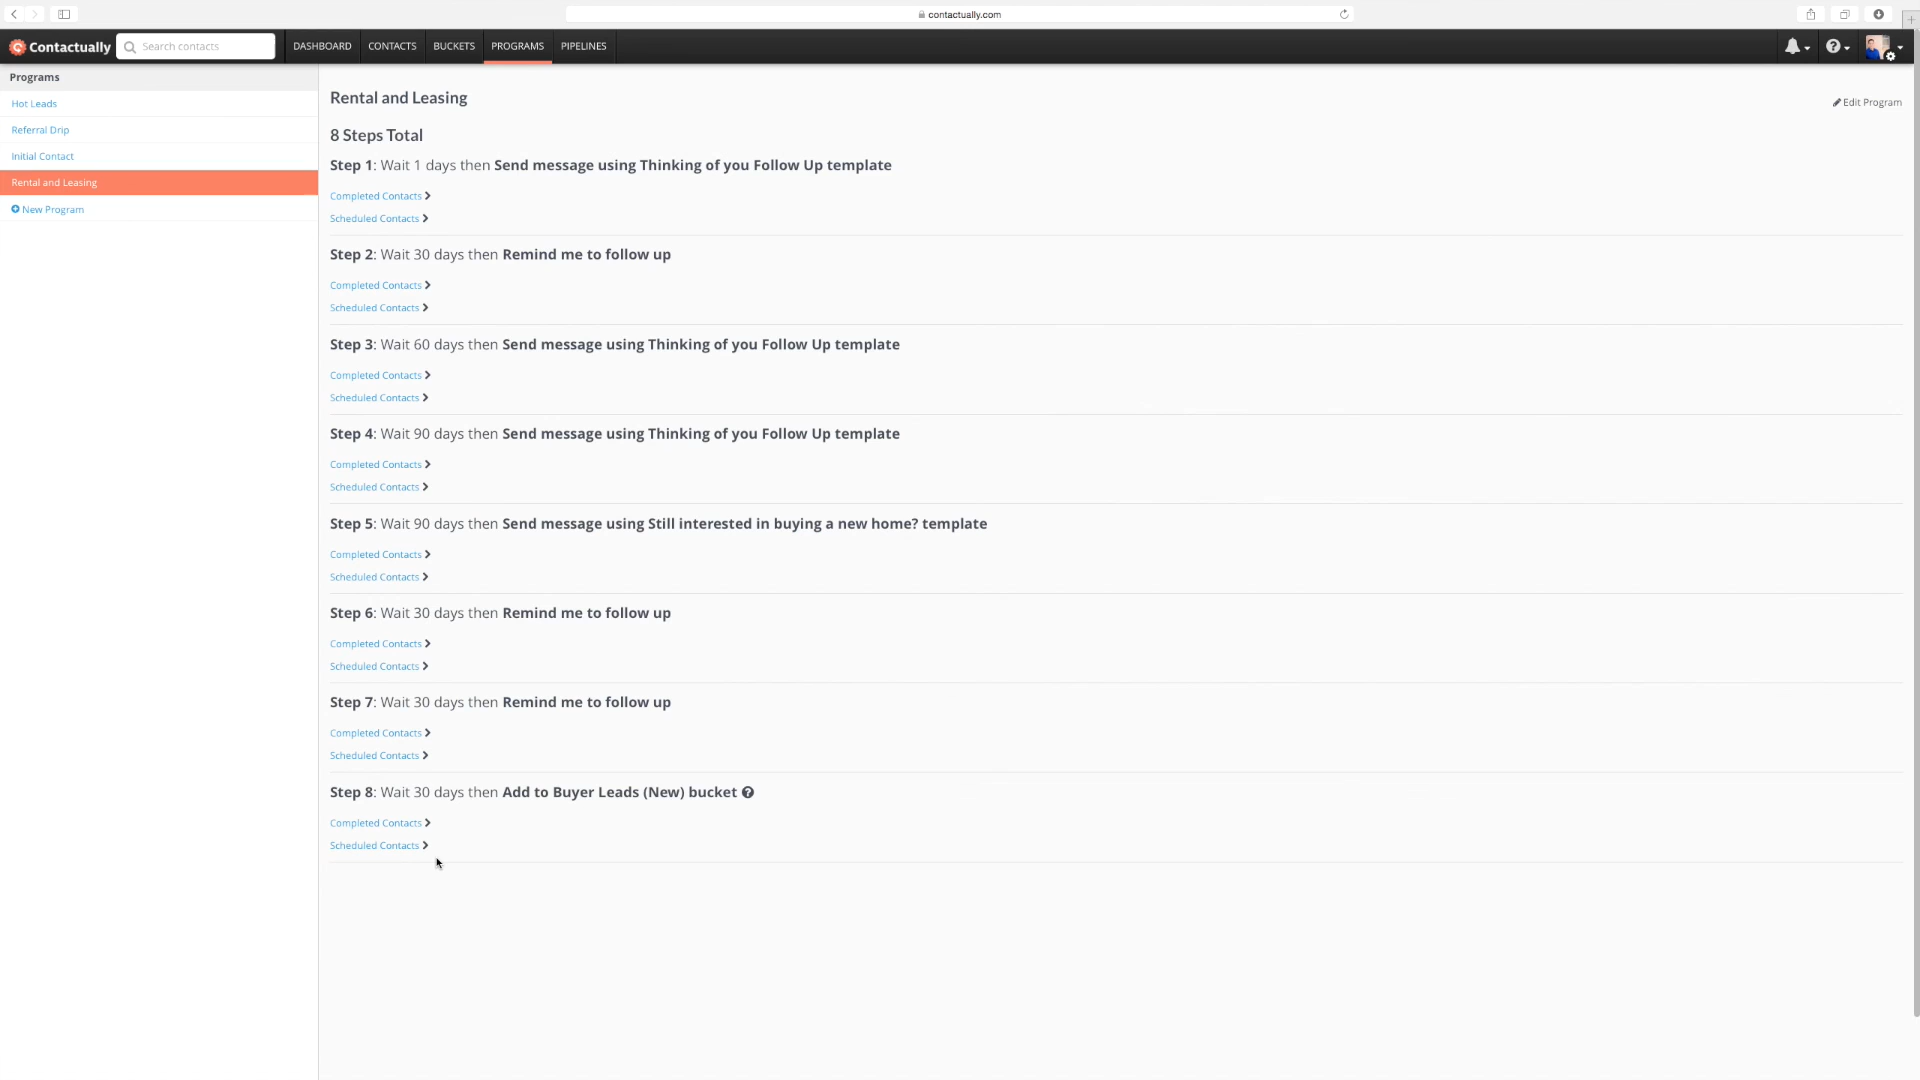 contactually.com
Contactually
Search contacts
DASHBOARD
CONTACTS
BUCKETS
PROGRAMS
PIPELINES
Programs
Hot Leads
Referral Drip
Initial Contact
Rental and Leasing
New Program
Rental and Leasing
Edit Program
8 Steps Total
Step 1: Wait 1 days then Send message using Thinking of you Follow Up template
Completed Contacts
Scheduled Contacts
Step 2: Wait 30 days then Remind me to follow up
Completed Contacts
Scheduled Contacts
Step 3: Wait 60 days then Send message using Thinking of you Follow Up template
Completed Contacts
Scheduled Contacts
Step 4: Wait 90 days then Send message using Thinking of you Follow Up template
Completed Contacts
Scheduled Contacts
Step 5: Wait 90 days then Send message using Still interested in buying a new home? template
Completed Contacts
Scheduled Contacts
Step 6: Wait 30 days then Remind me to follow up
Completed Contacts
Scheduled Contacts
Step 7: Wait 30 days then Remind me to follow up
Completed Contacts
Scheduled Contacts
Step 8: Wait 30 days then Add to Buyer Leads (New) bucket
Completed Contacts
Scheduled Contacts